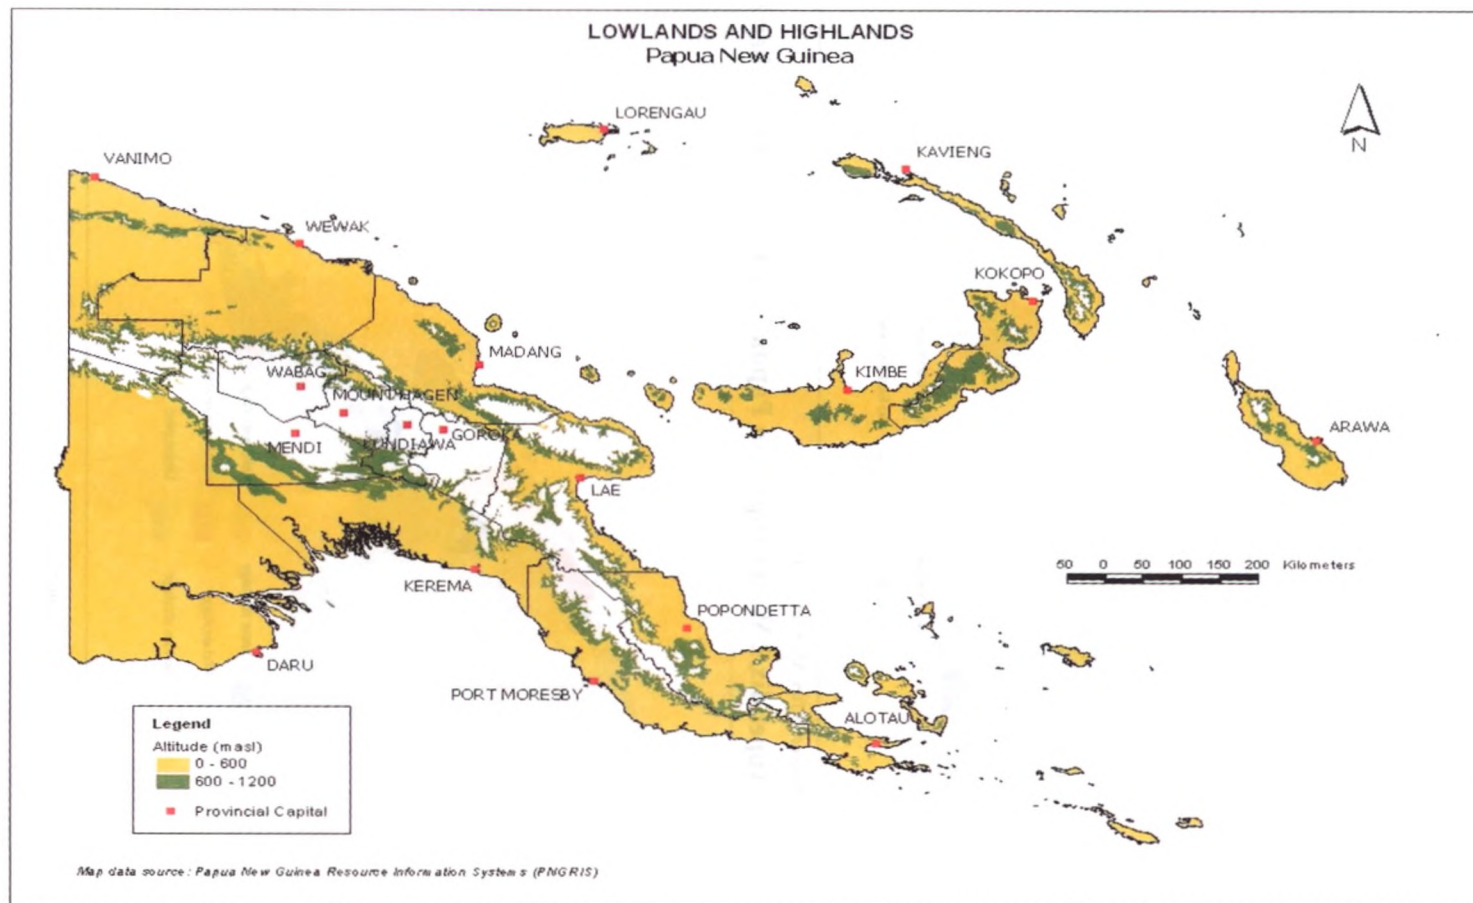 LOWLANDS AND HIGHLANDS
Papua New Guinea
LORENGAU
N
KAVIENG
VANIMO
WEWAK
KOKOPO
MADANG
WABAG
KIMBE
MOUNT HAGEN
ARAWA
MENDI
KUNDIAWA
GOROKA
LAE
50 0 50 100 150 200 Kilometers
KEREMA
POPONDETTA
DARU
PORT MORESBY
ALOTAU
Legend
Altitude (masl)
0 - 600
600 - 1200
Provincial Capital
Map data source: Papua New Guinea Resource Information Systems (PNGRIS)